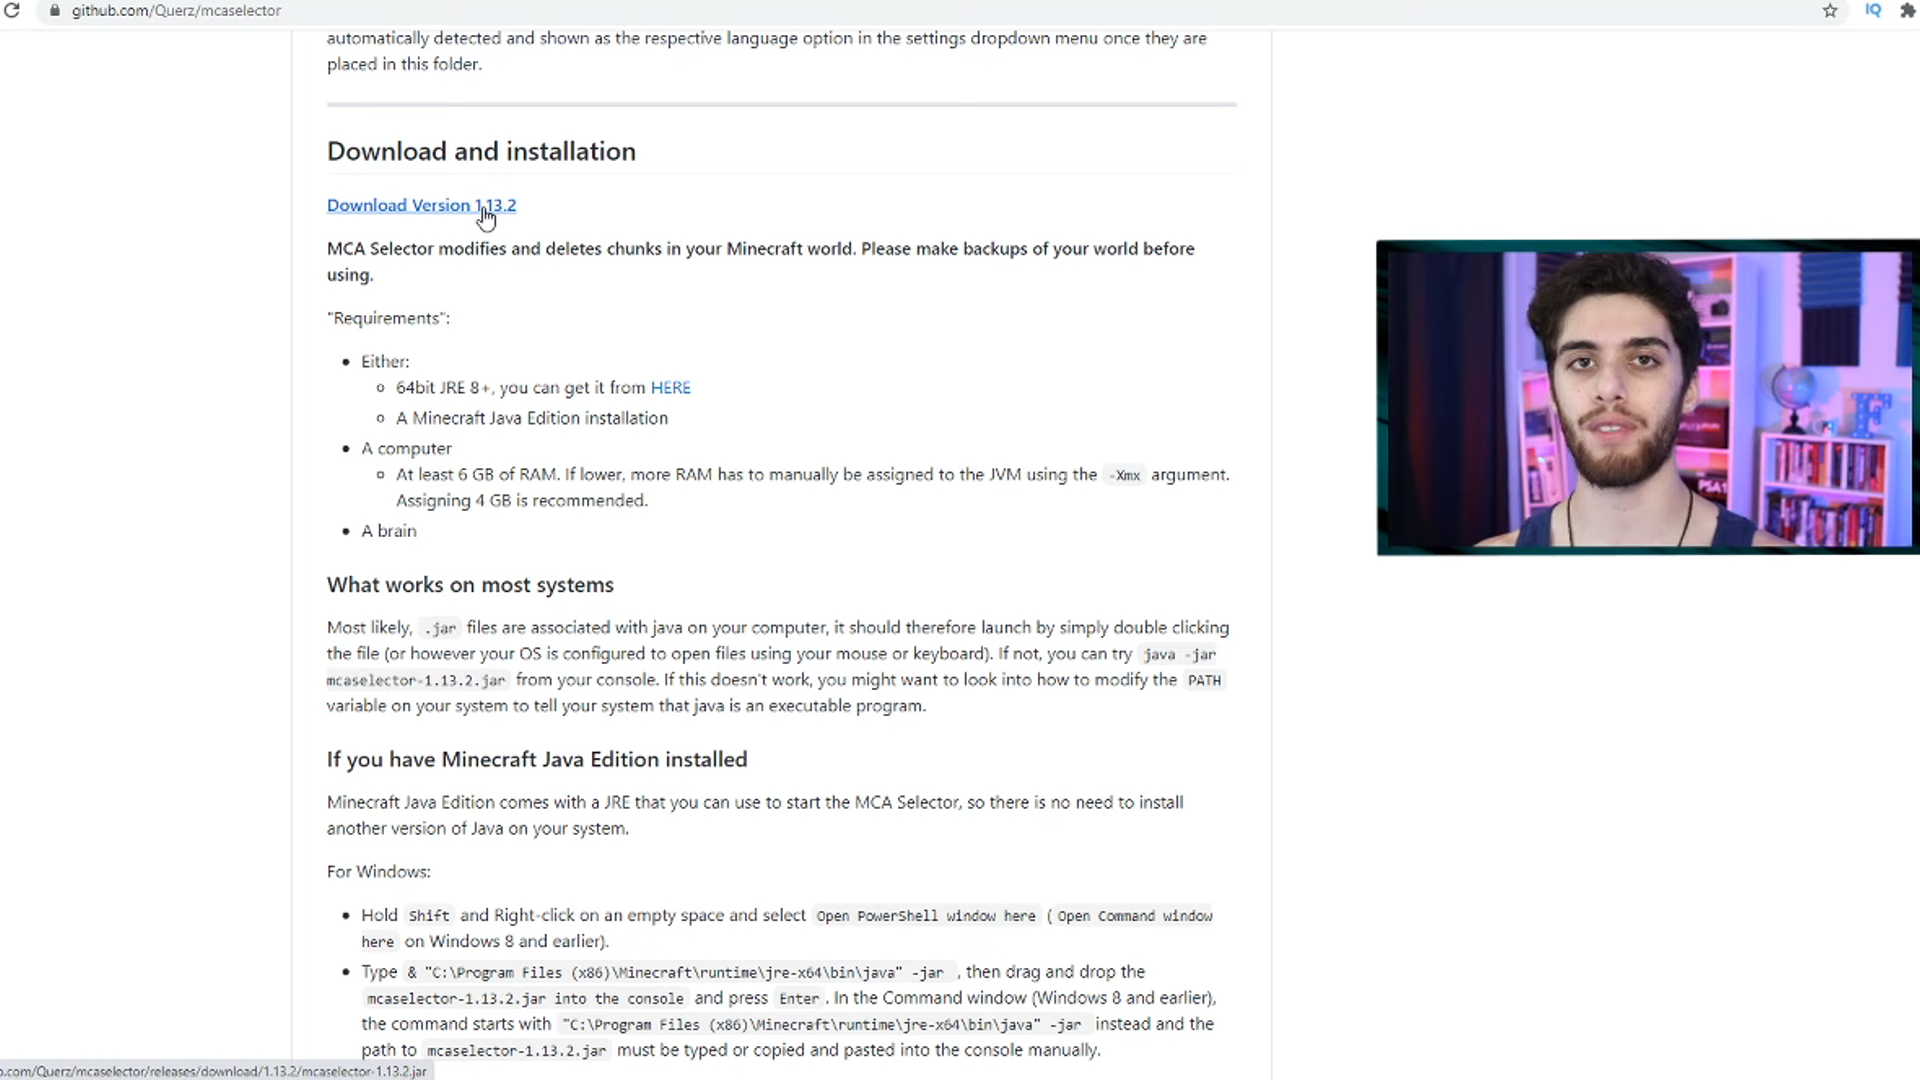 github.com/Querz/mcaselector
IQ
automatically detected and shown as the respective language option in the settings dropdown menu once they are
placed in this folder.
Download and installation
Download Version 1.13.2
MCA Selector modifies and deletes chunks in your Minecraft world. Please make backups of your world before
using.
"Requirements":
Either:
64bit JRE 8+, you can get it from HERE
A Minecraft Java Edition installation
A computer
At least 6 GB of RAM. If lower, more RAM has to manually be assigned to the JVM using the -Xmx argument.
Assigning 4 GB is recommended.
A brain
What works on most systems
Most likely, .jar files are associated with java on your computer, it should therefore launch by simply double clicking
the file (or however your OS is configured to open files using your mouse or keyboard). If not, you can try java -jar
mcaselector-1.13.2.jar from your console. If this doesn't work, you might want to look into how to modify the PATH
variable on your system to tell your system that java is an executable program.
If you have Minecraft Java Edition installed
Minecraft Java Edition comes with a JRE that you can use to start the MCA Selector, so there is no need to install
another version of Java on your system.
For Windows:
Hold Shift and Right-click on an empty space and select Open PowerShell window here ( Open Command window
here on Windows 8 and earlier).
Type & "C:\Program Files (x86)\Minecraft\runtime\jre-x64\bin\java" -jar , then drag and drop the
mcaselector-1.13.2.jar into the console and press Enter . In the Command window (Windows 8 and earlier),
the command starts with "C:\Program Files (x86)\Minecraft\runtime\jre-x64\bin\java" -jar instead and the
path to mcaselector-1.13.2.jar must be typed or copied and pasted into the console manually.
.com/Querz/mcaselector/releases/download/1.13.2/mcaselector-1.13.2.jar
F